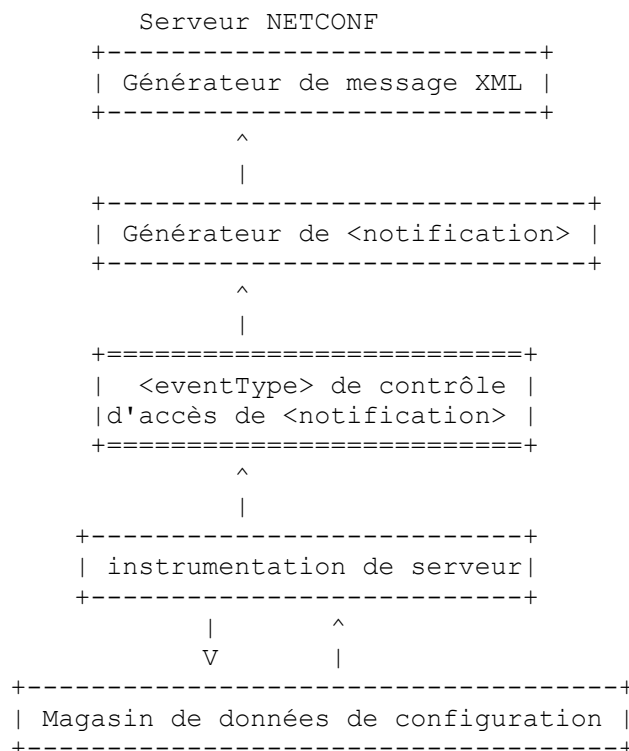 Serveur NETCONF
+---------------------------+
| Générateur de message XML |
+---------------------------+
^
|
+------------------------------+
| Générateur de <notification> |
+------------------------------+
^
|
+==========================+
|  <eventType> de contrôle |
|d'accès de <notification> |
+==========================+
^
|
+---------------------------+
| instrumentation de serveur|
+---------------------------+
|       ^
V       |
+-------------------------------------+
| Magasin de données de configuration |
+-------------------------------------+